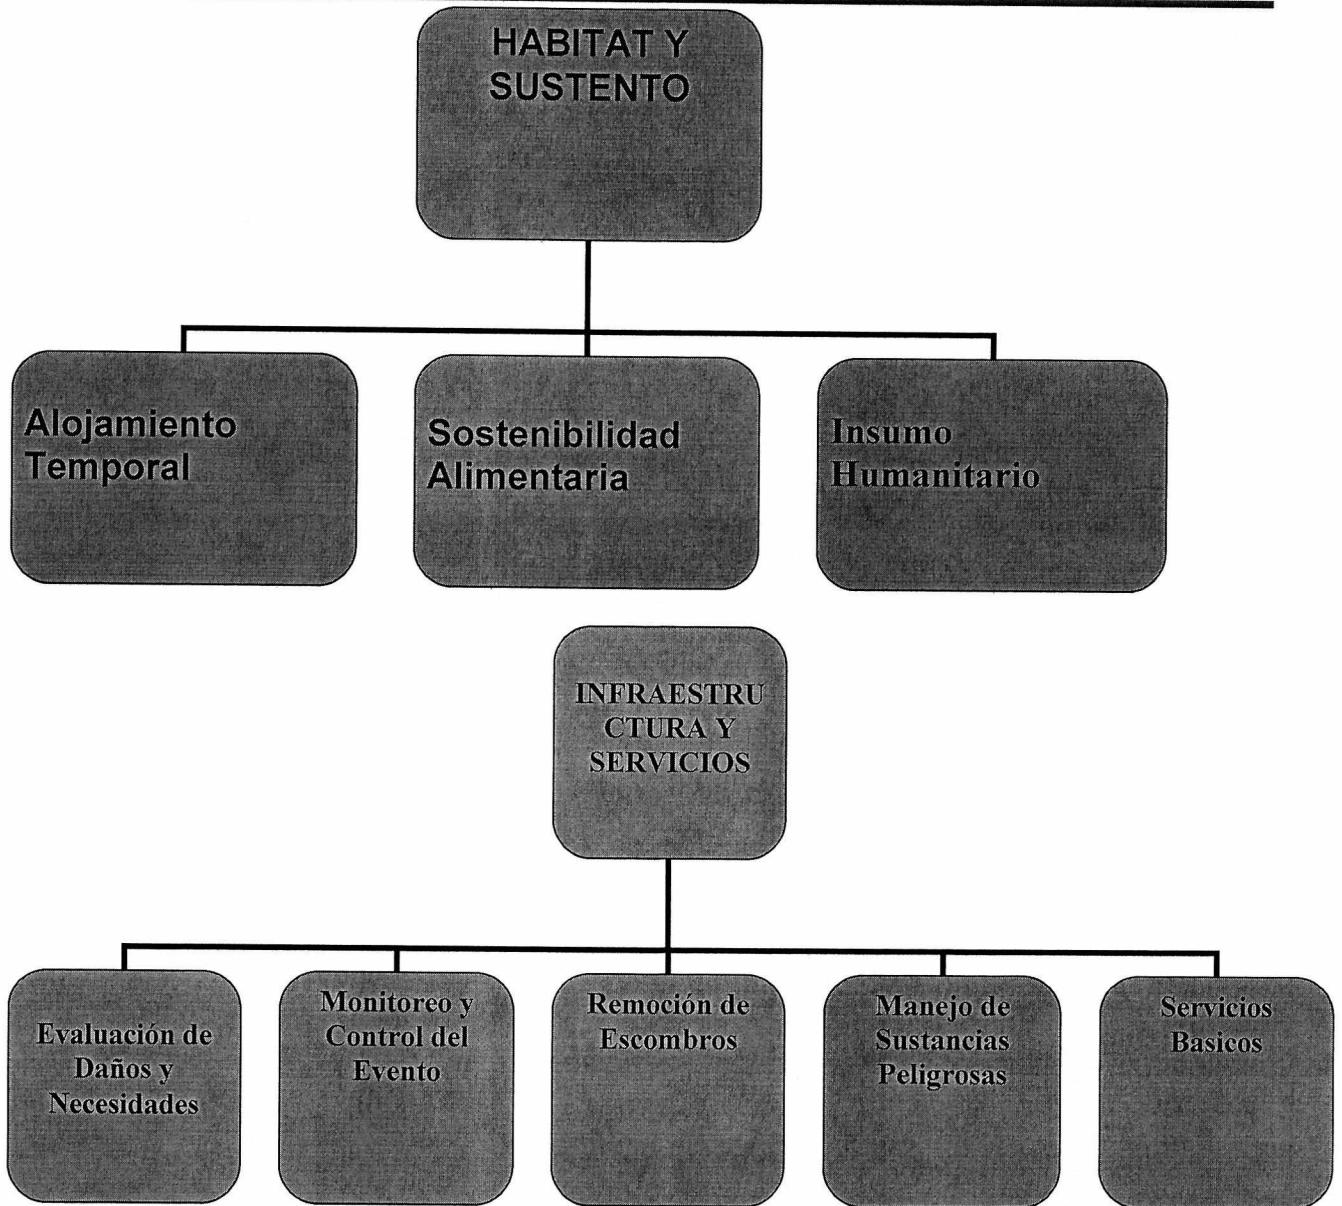 HABITAT Y
SUSTENTO
Alojamiento
Temporal
Sostenibilidad
Alimentaria
Insumo
Humanitario
INFRAESTRU
CTURA Y
SERVICIOS
Evaluación de
Daños y
Necesidades
Monitoreo y
Control del
Evento
Remoción de
Escombros
Manejo de
Sustancias
Peligrosas
Servicios
Basicos